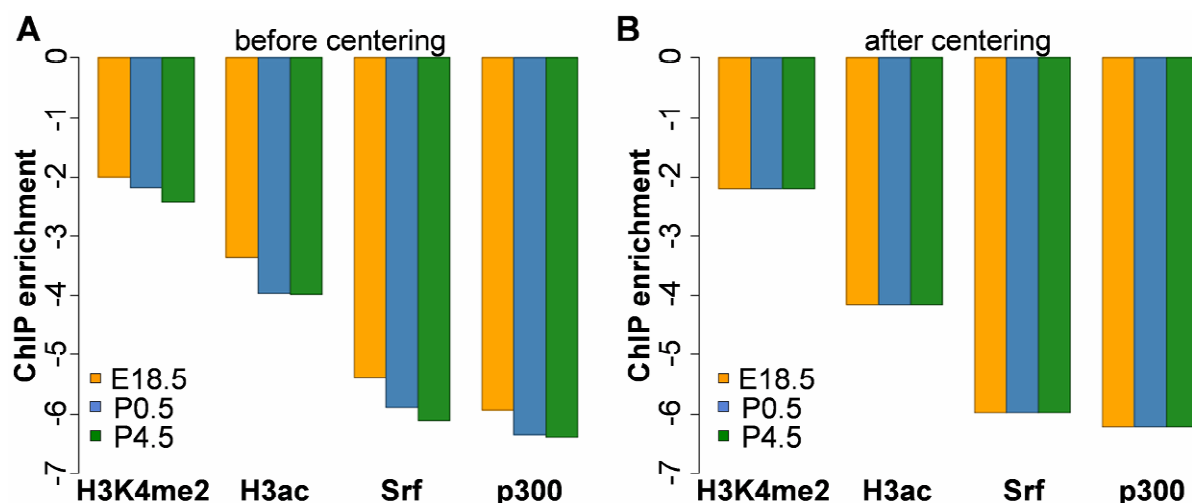 A
before centering
ChIP enrichment
0
-1
-2
-3
-4
-5
-6
-7
E18.5
P0.5
P4.5
H3K4me2 H3ac Srf p300
B
after centering
ChIP enrichment
0
-1
-2
-3
-4
-5
-6
-7
E18.5
P0.5
P4.5
H3K4me2 H3ac Srf p300